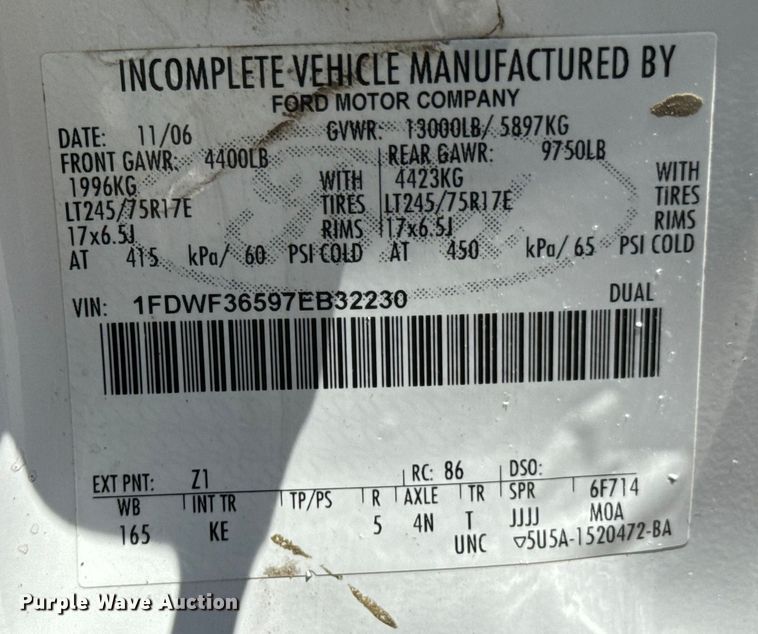 INCOMPLETE VEHICLE MANUFACTURED BY
FORD MOTOR COMPANY
DATE: 11/06 GVWR: 13000LB/ 5897KG
FRONT GAWR: 4400LB REAR GAWR: 9750LB
1996KG WITH 4423KG WITH
LT245/75R17E TIRES LT245/75R17E TIRES
17x6.5J RIMS 17x6.5J RIMS
AT 415 kPa/ 60 PSI COLD AT 450 kPa/ 65 PSI COLD
VIN: 1FDWF36597EB32230 DUAL
EXT PNT: Z1 RC: 86 DSO:
WB INT TR TP/PS R AXLE TR SPR 6F714
165 KE 5 4N T JJJJ MOA
UNC ▽5U5A-1520472-BA
Purple Wave Auction